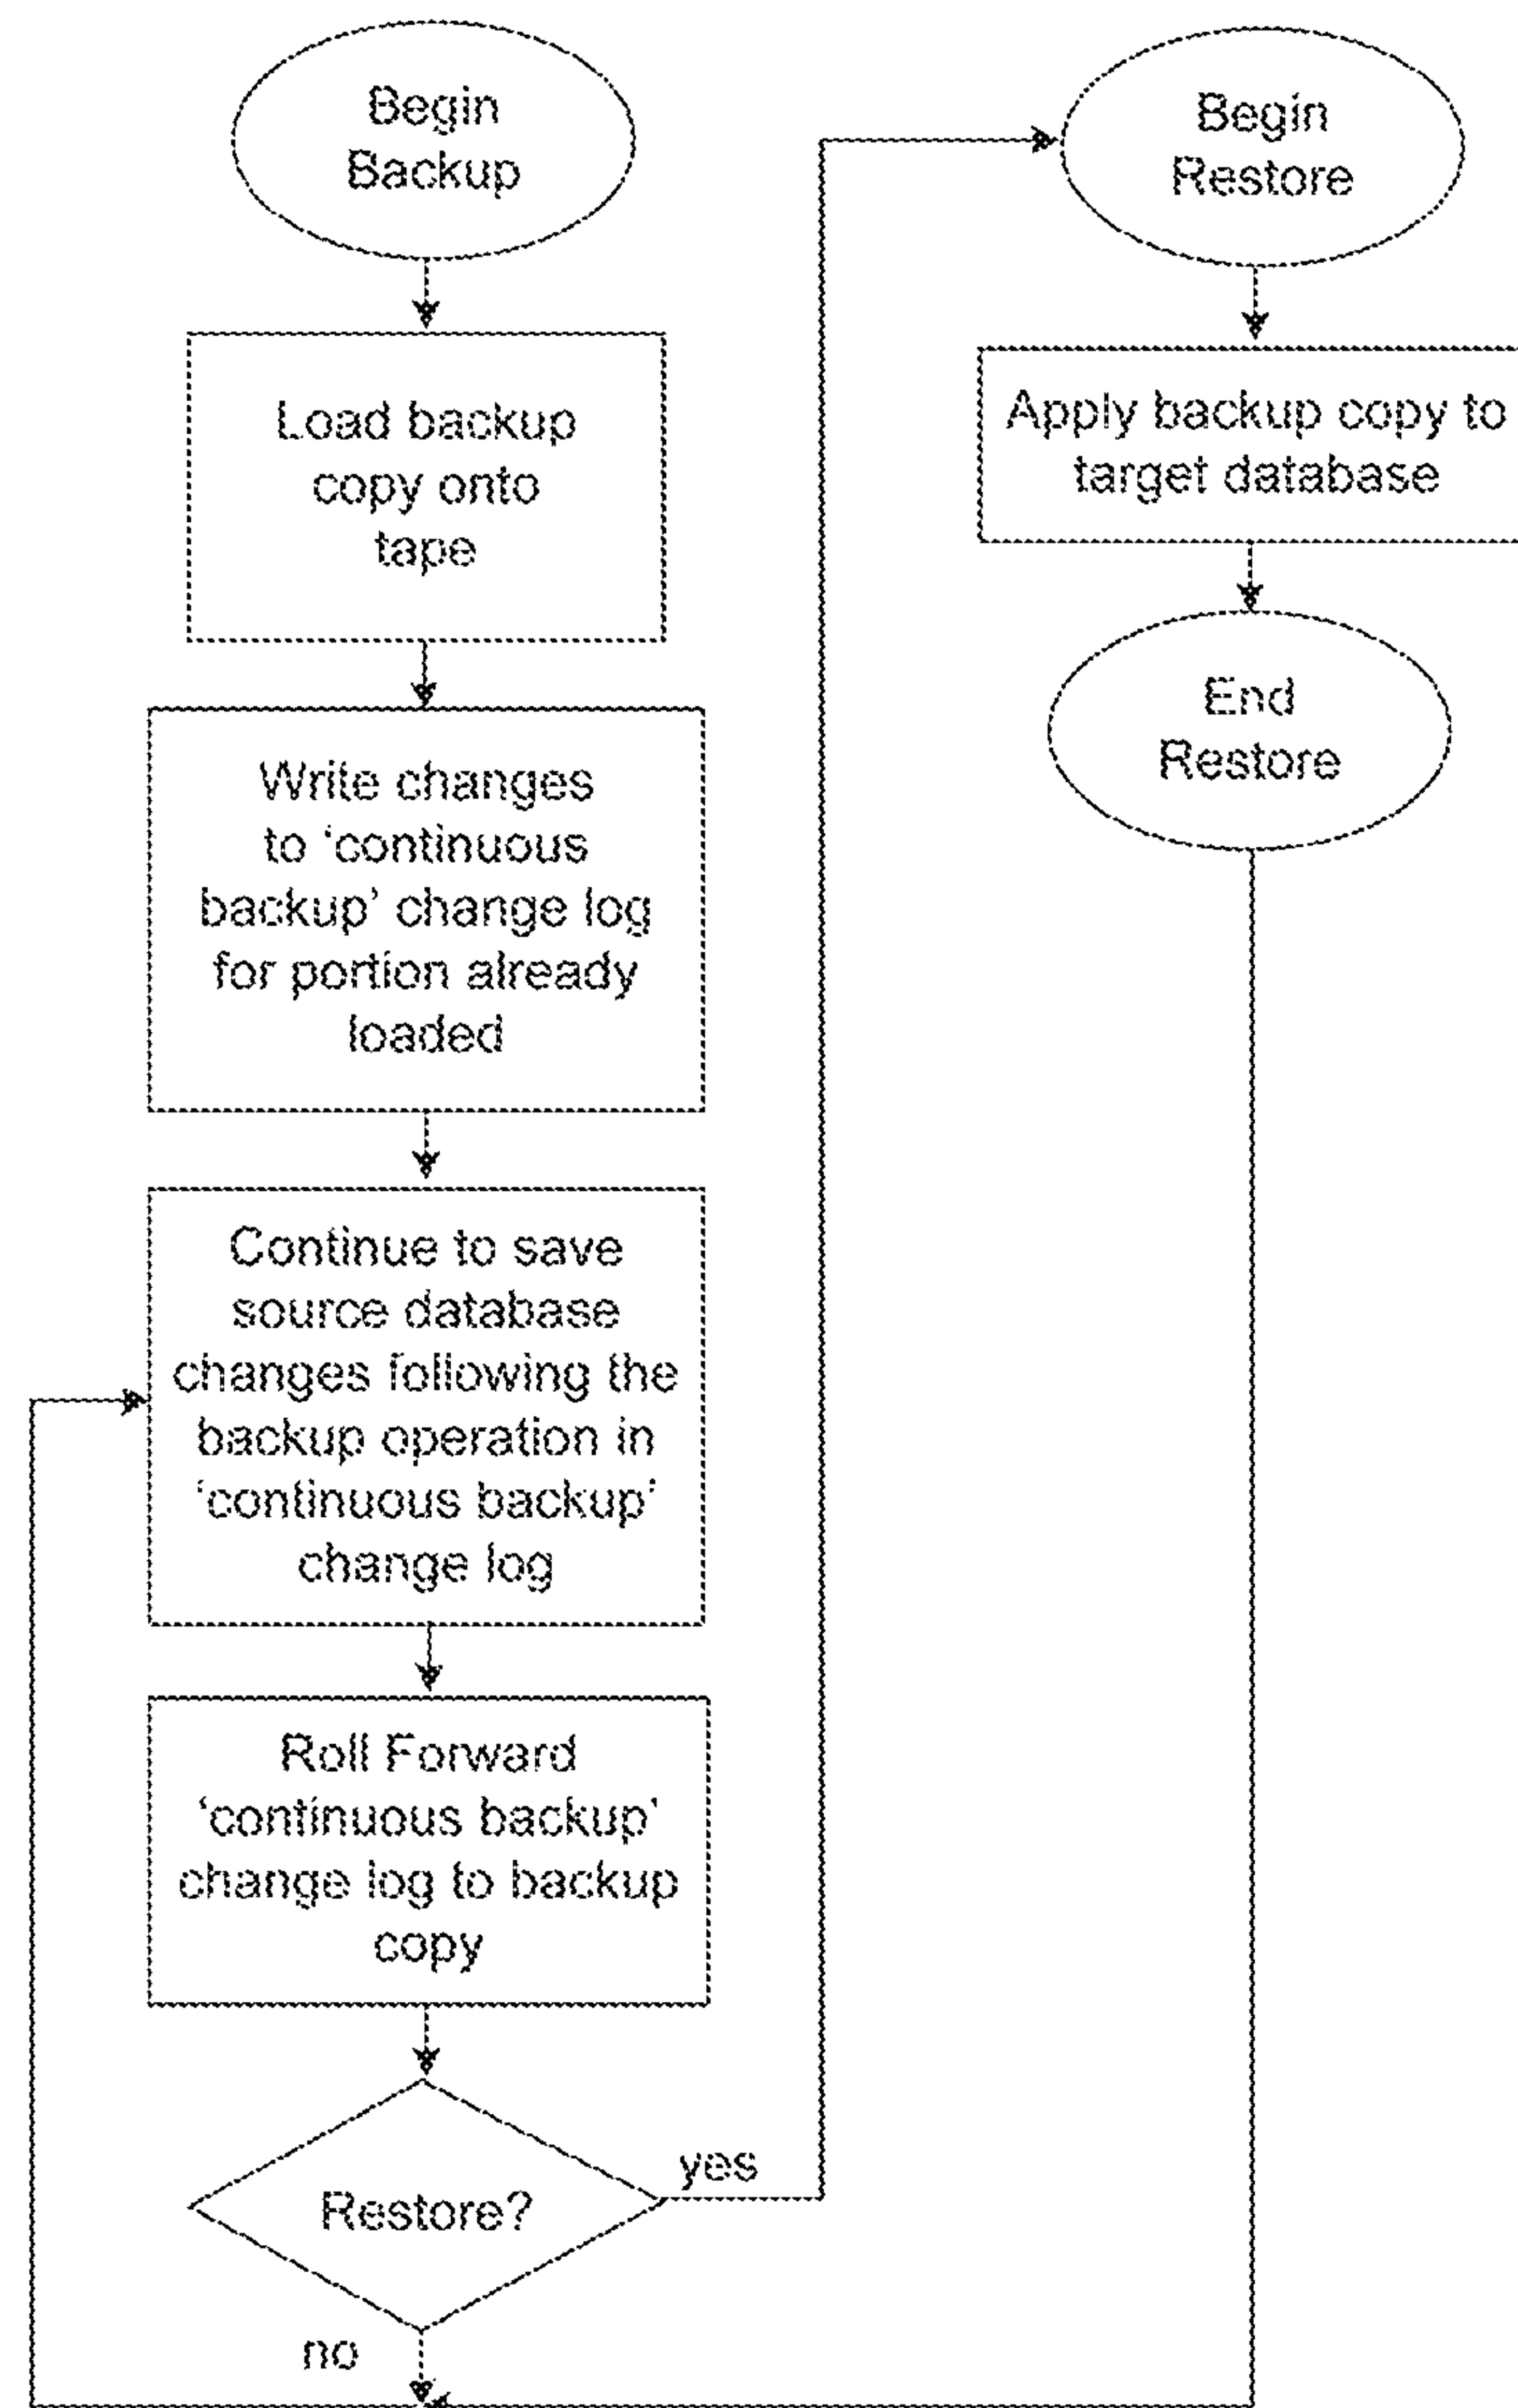 Begin
Backup
Load backup
copy onto
tape
Write changes
to ‘continuous
backup’ change log
for portion already
loaded
Continue to save
source database
changes following the
backup operation in
‘continuous backup’
change log
Roll Forward
‘continuous backup’
change log to backup
copy
Restore?
yes
no
Begin
Restore
Apply backup copy to
target database
End
Restore